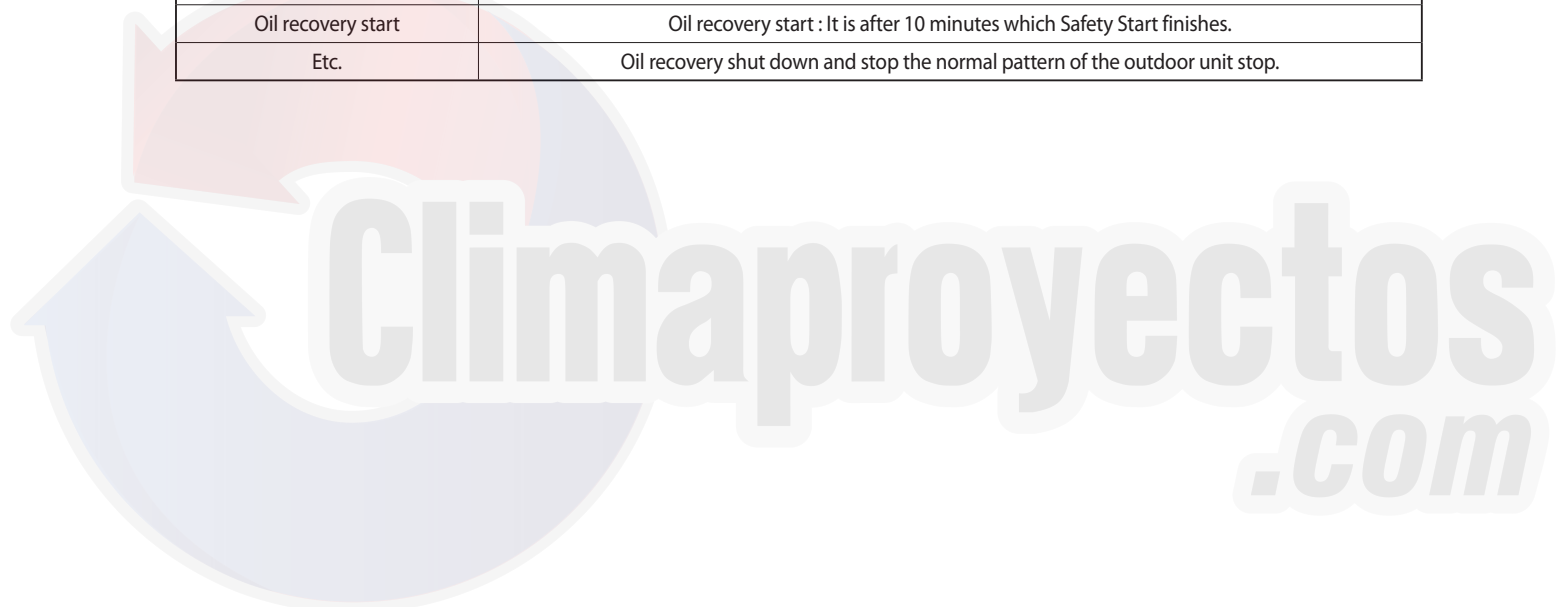 Oil recovery start Oil recovery start : It is after 10 minutes which Safety Start finishes.
Etc. Oil recovery shut down and stop the normal pattern of the outdoor unit stop.
Climaproyectos
.com